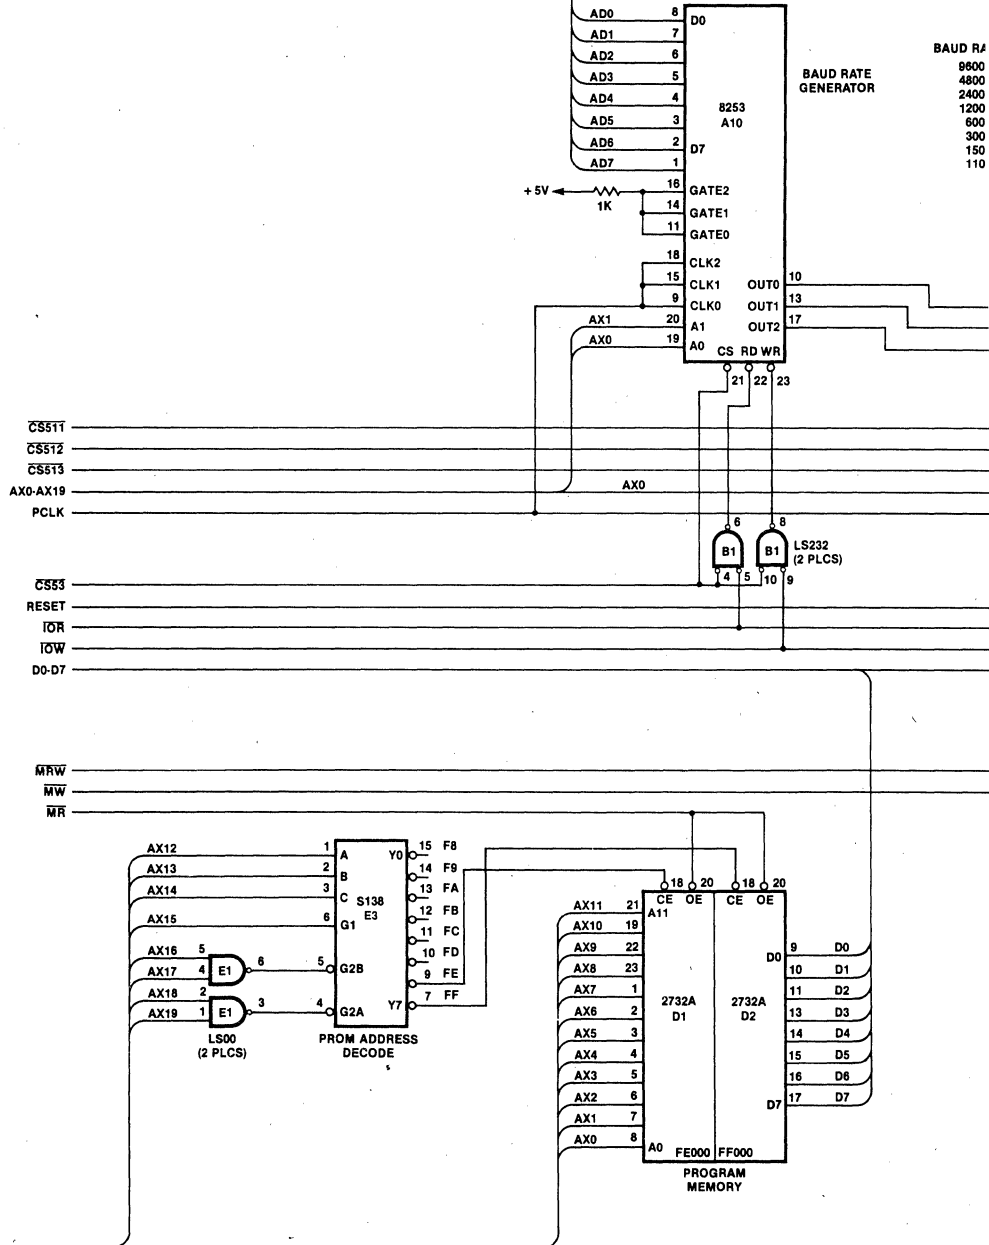 AD0 8 D0
AD1 7
AD2 6
AD3 5
AD4 4
AD5 3
AD6 2 D7
AD7 1
8253
A10
BAUD RATE
GENERATOR
9600
4800
2400
1200
600
300
150
110
+5V
1K
16 GATE2
14 GATE1
11 GATE0
18 CLK2
15 CLK1
9 CLK0
AX1 20 A1
AX0 19 A0
OUT0 10
OUT1 13
OUT2 17
CS RD WR
21 22 23
CS511
CS512
CS513
AX0-AX19 AX0
PCLK
6 8
B1 B1
LS232
(2 PLCS)
4 5 10 9
CS53
RESET
IOR
IOW
D0-D7
MRW
MW
MR
AX12 1 A
AX13 2 B
AX14 3 C
AX15 6 G1
AX16 5
AX17 4
E1 6 5 G2B
AX18 2
AX19 1
E1 3 4 G2A
LS00
(2 PLCS)
S138
E3
Y0 15 F8
14 F9
13 FA
12 FB
11 FC
10 FD
9 FE
Y7 7 FF
PROM ADDRESS
DECODE
18 20 18 20
CE OE CE OE
AX11 21 A11
AX10 19
AX9 22
AX8 23
AX7 1
AX6 2
AX5 3
AX4 4
AX3 5
AX2 6
AX1 7
AX0 8 A0
2732A 2732A
D1 D2
D0 9 D0
10 D1
11 D2
13 D3
14 D4
15 D5
16 D6
D7 17 D7
FE000 FF000
PROGRAM
MEMORY